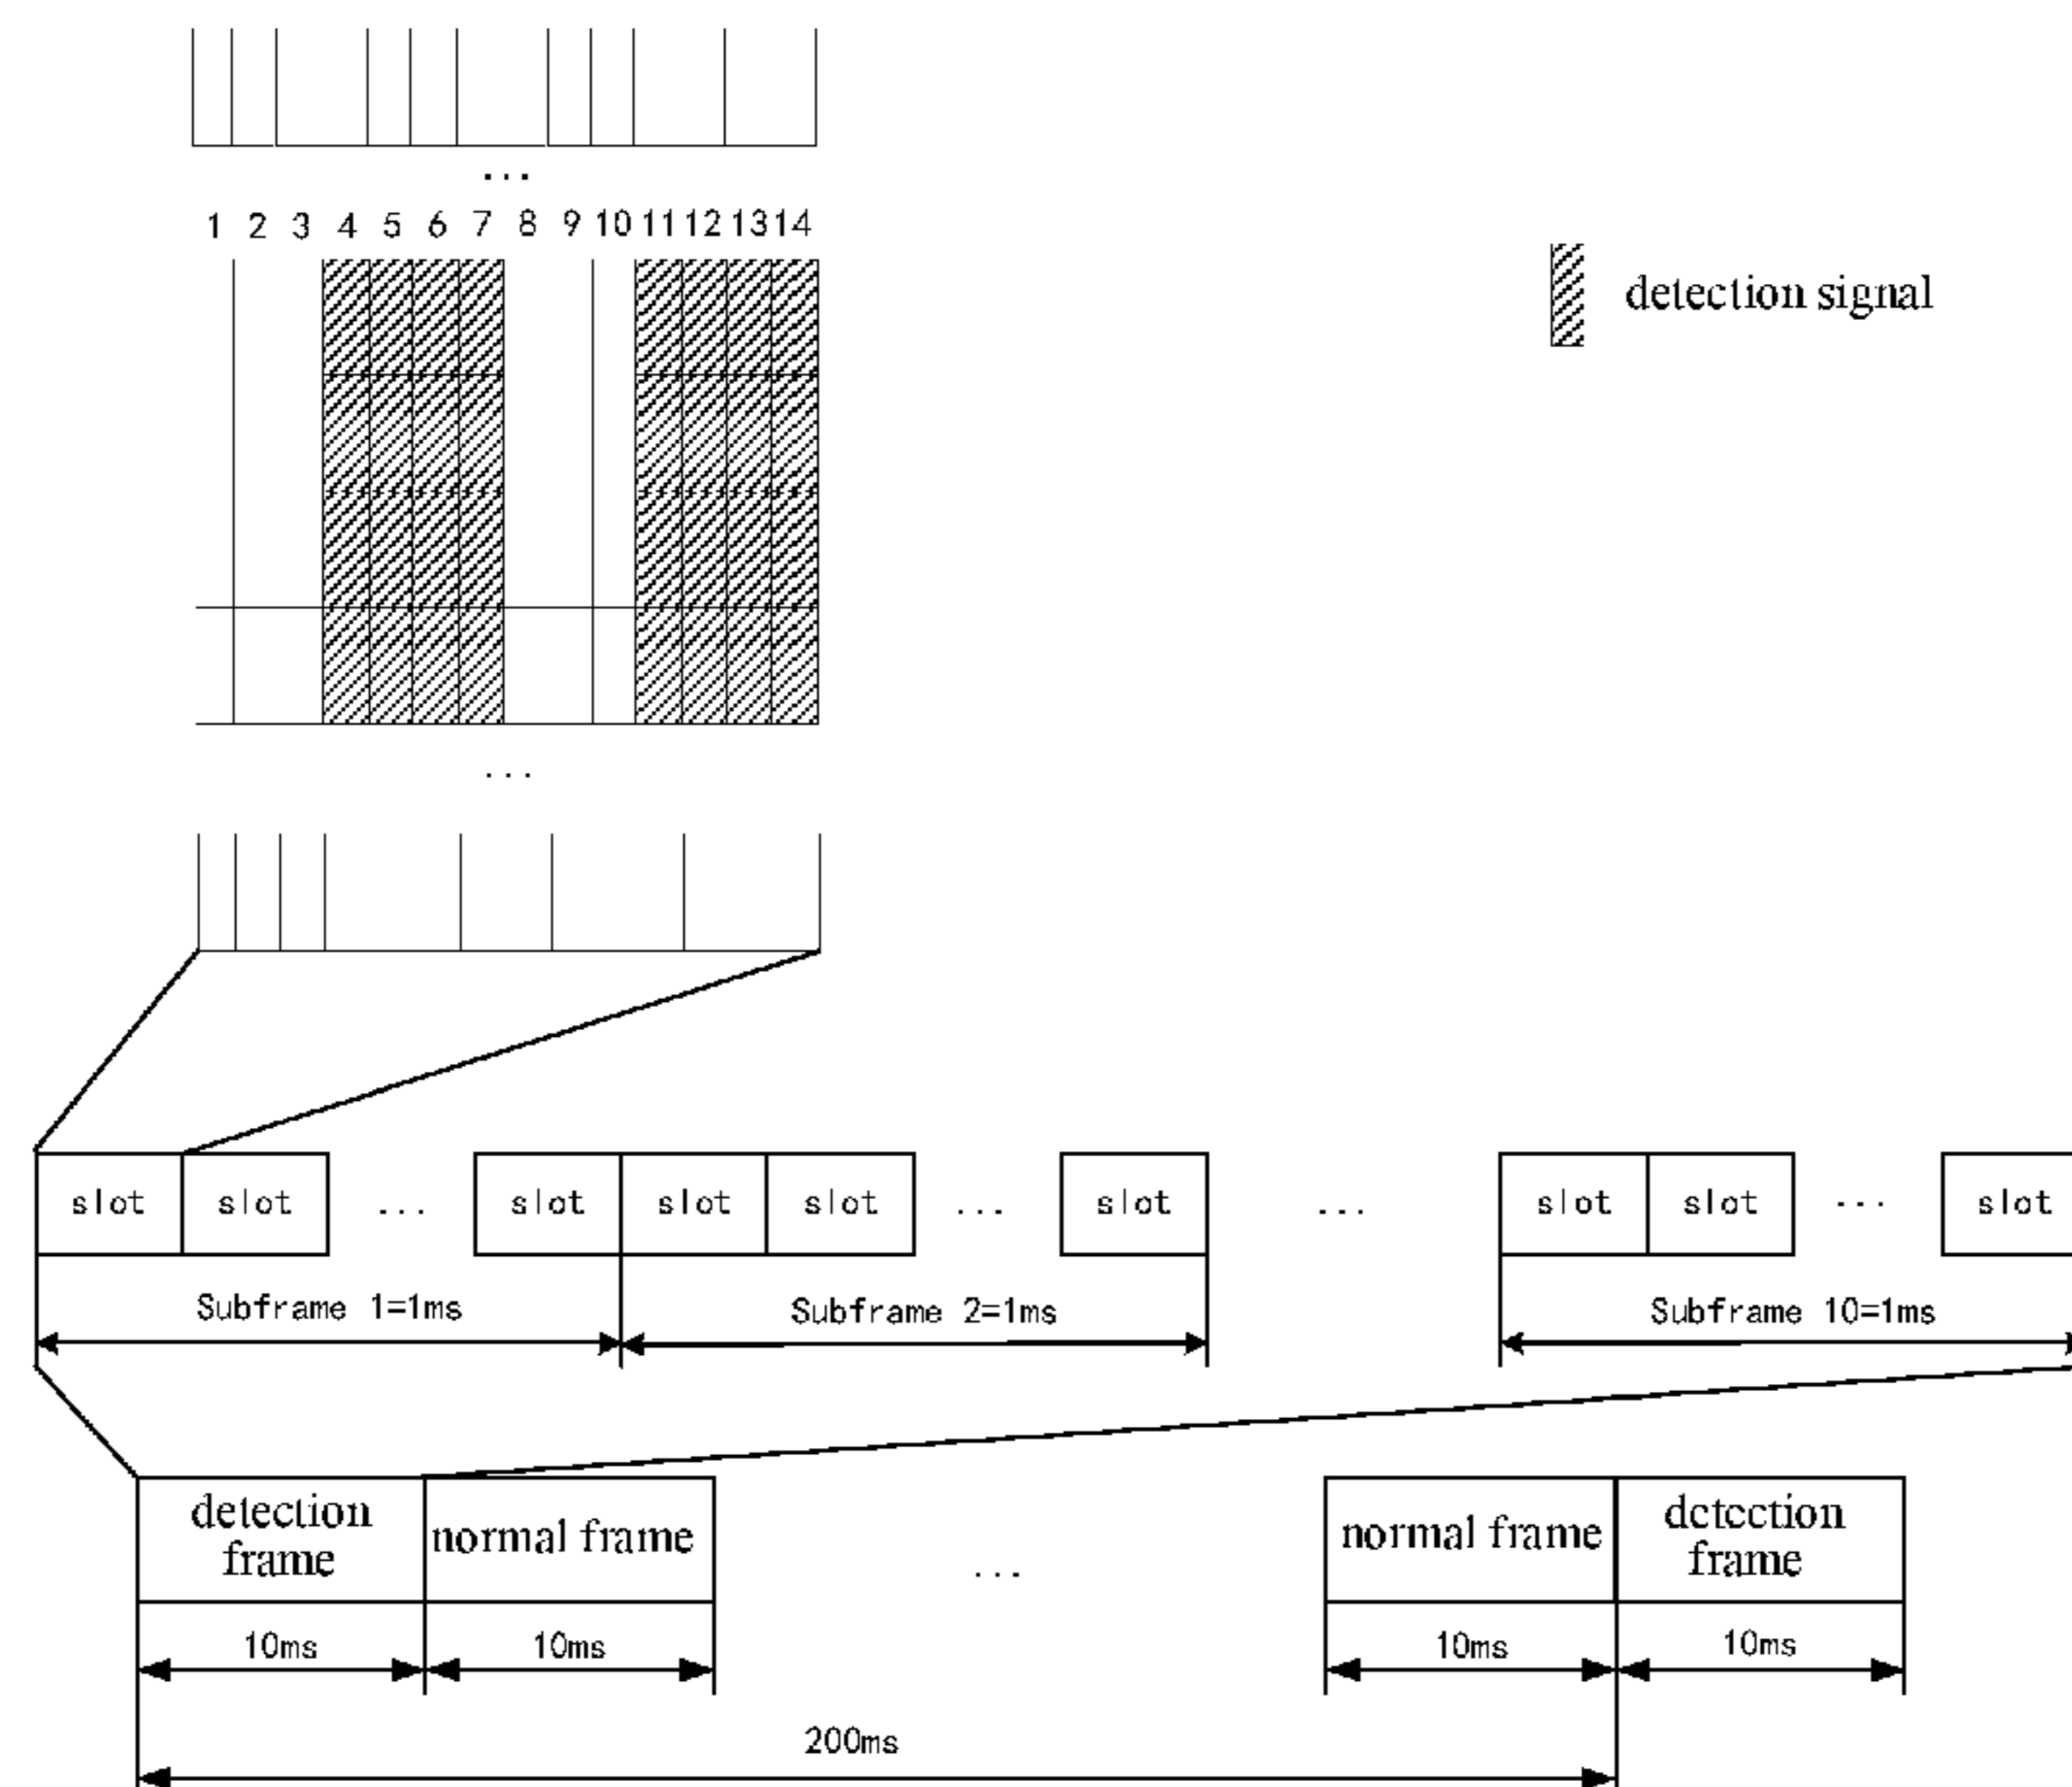 ...
1 2 3 4 5 6 7 8 9 10 11 12 13 14
detection signal
...
slot slot ... slot slot slot ... slot ... slot slot ... slot
Subframe 1=1ms Subframe 2=1ms Subframe 10=1ms
detection
frame
normal frame
...
normal frame
detection
frame
10ms 10ms 10ms 10ms
200ms